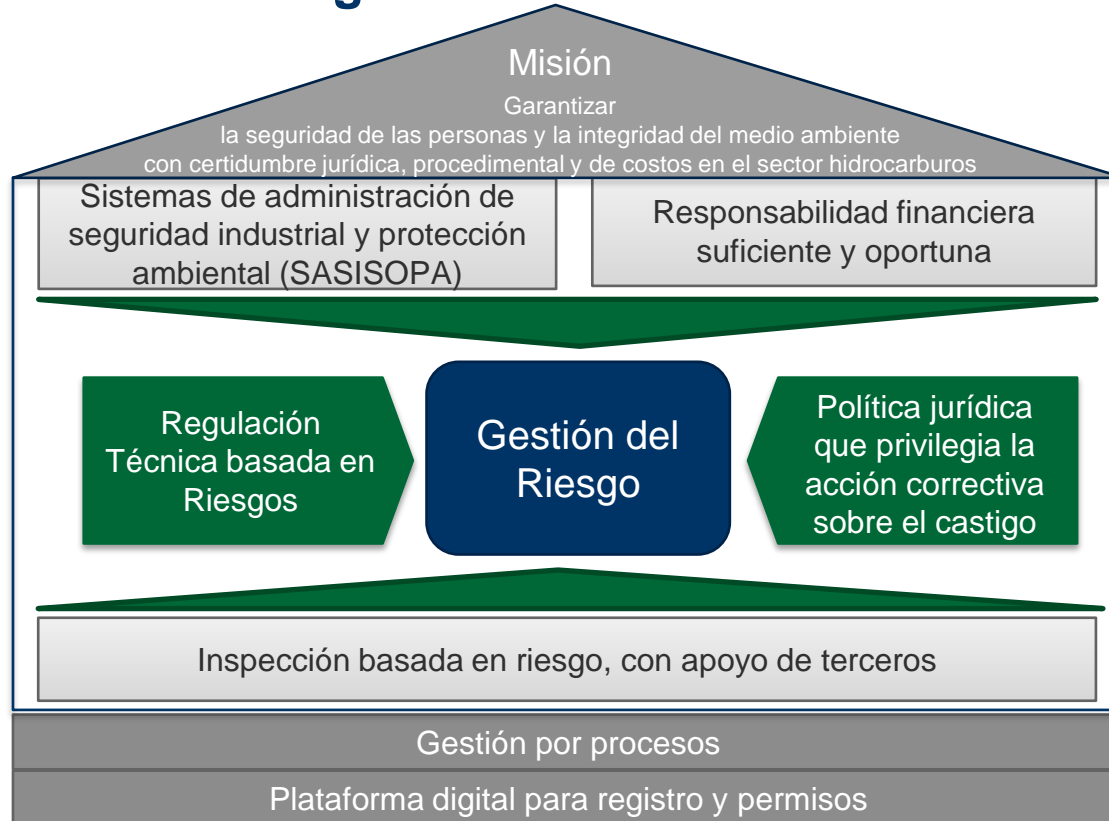 Misión
Garantizar
la seguridad de las personas y la integridad del medio ambiente
con certidumbre jurídica, procedimental y de costos en el sector hidrocarburos
Sistemas de administración de
seguridad industrial y protección
ambiental (SASISOPA)
Responsabilidad financiera
suficiente y oportuna
Regulación
Técnica basada en
Riesgos
Gestión del
Riesgo
Política jurídica
que privilegia la
acción correctiva
sobre el castigo
Inspección basada en riesgo, con apoyo de terceros
Gestión por procesos
Plataforma digital para registro y permisos